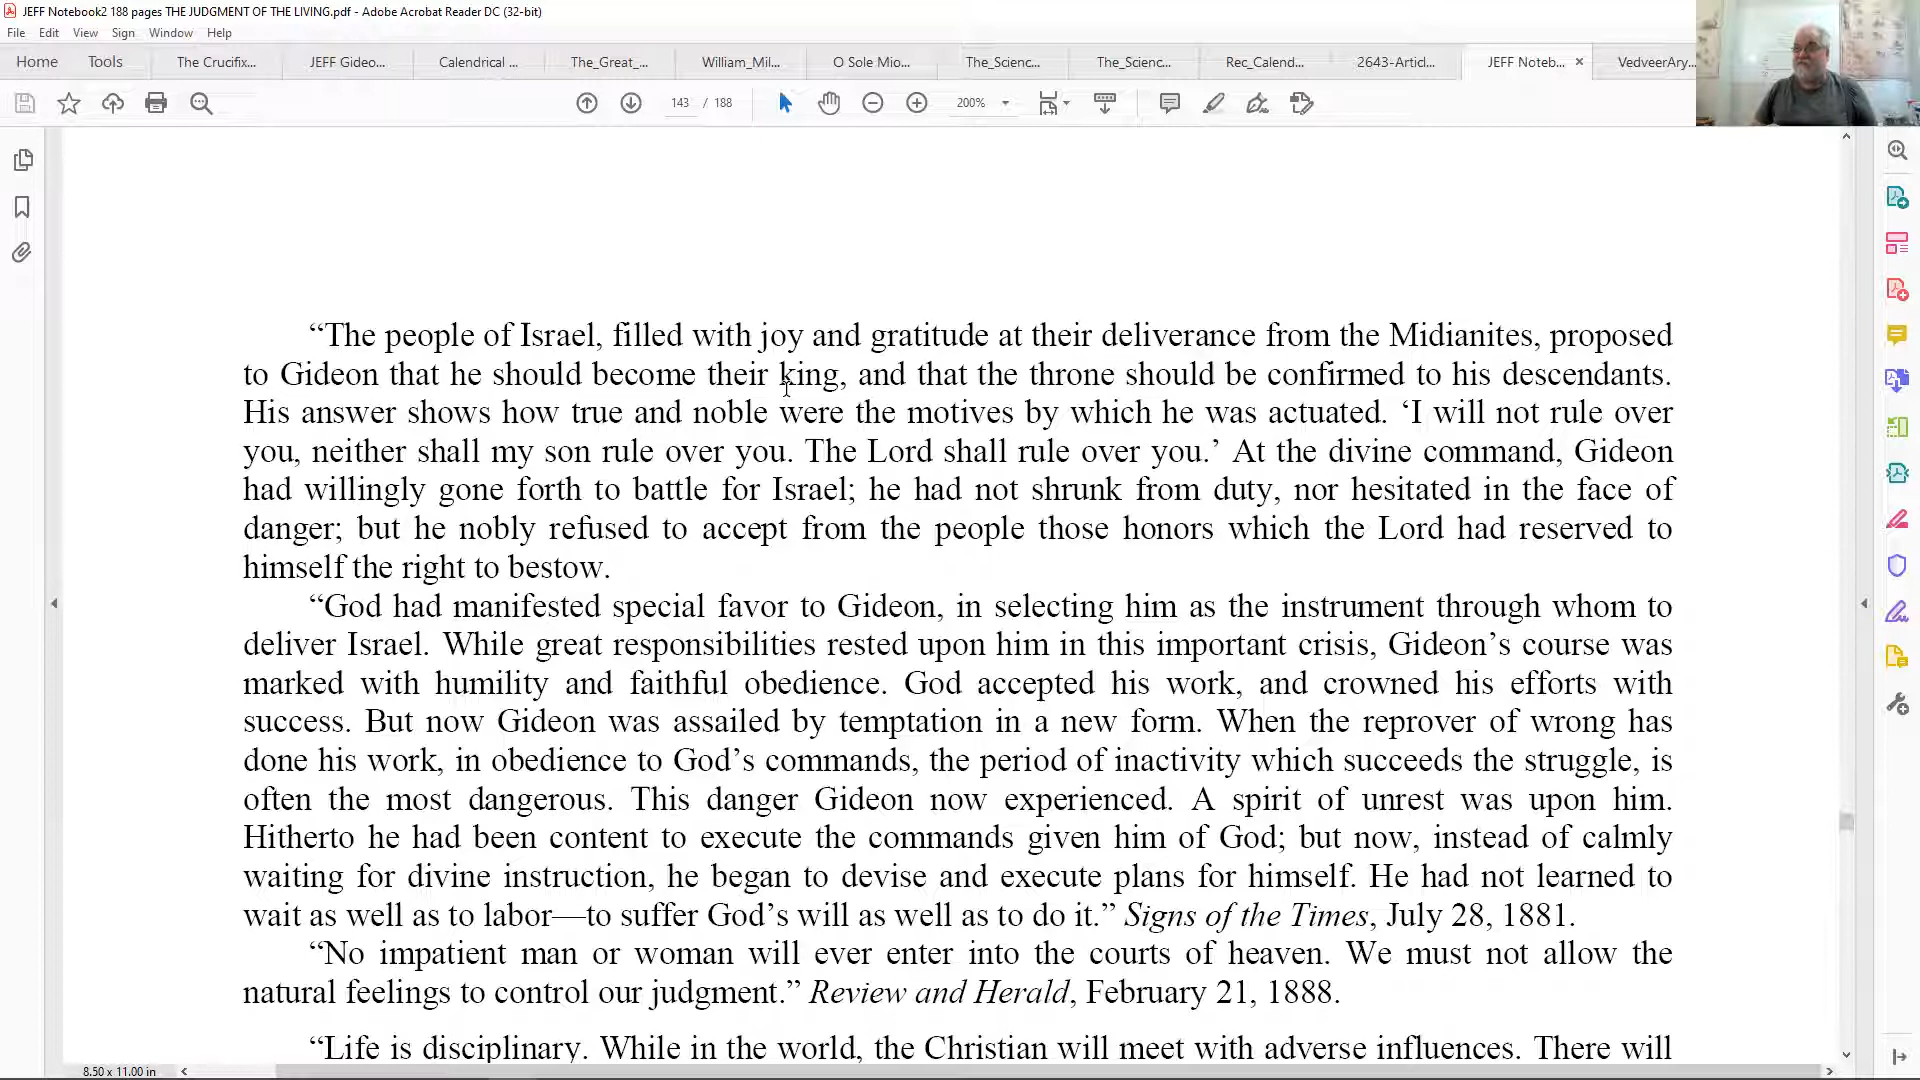 JEFF Notebook2 188 pages THE JUDGMENT OF THE LIVING.pdf - Adobe Acrobat Reader DC (32-bit)
File Edit View Sign Window Help
Home Tools The Crucifix... JEFF Gideo... Calendrical ... The_Great_... William_Mil... O Sole Mio... The_Scienc... The_Scienc... Rec_Calend... 2643-Articl... JEFF Noteb... × VedveerAry...
143 / 188 200%
“The people of Israel, filled with joy and gratitude at their deliverance from the Midianites, proposed
to Gideon that he should become their king, and that the throne should be confirmed to his descendants.
His answer shows how true and noble were the motives by which he was actuated. ‘I will not rule over
you, neither shall my son rule over you. The Lord shall rule over you.’ At the divine command, Gideon
had willingly gone forth to battle for Israel; he had not shrunk from duty, nor hesitated in the face of
danger; but he nobly refused to accept from the people those honors which the Lord had reserved to
himself the right to bestow.
“God had manifested special favor to Gideon, in selecting him as the instrument through whom to
deliver Israel. While great responsibilities rested upon him in this important crisis, Gideon’s course was
marked with humility and faithful obedience. God accepted his work, and crowned his efforts with
success. But now Gideon was assailed by temptation in a new form. When the reprover of wrong has
done his work, in obedience to God’s commands, the period of inactivity which succeeds the struggle, is
often the most dangerous. This danger Gideon now experienced. A spirit of unrest was upon him.
Hitherto he had been content to execute the commands given him of God; but now, instead of calmly
waiting for divine instruction, he began to devise and execute plans for himself. He had not learned to
wait as well as to labor—to suffer God’s will as well as to do it.” Signs of the Times, July 28, 1881.
“No impatient man or woman will ever enter into the courts of heaven. We must not allow the
natural feelings to control our judgment.” Review and Herald, February 21, 1888.
“Life is disciplinary. While in the world, the Christian will meet with adverse influences. There will
8.50 x 11.00 in